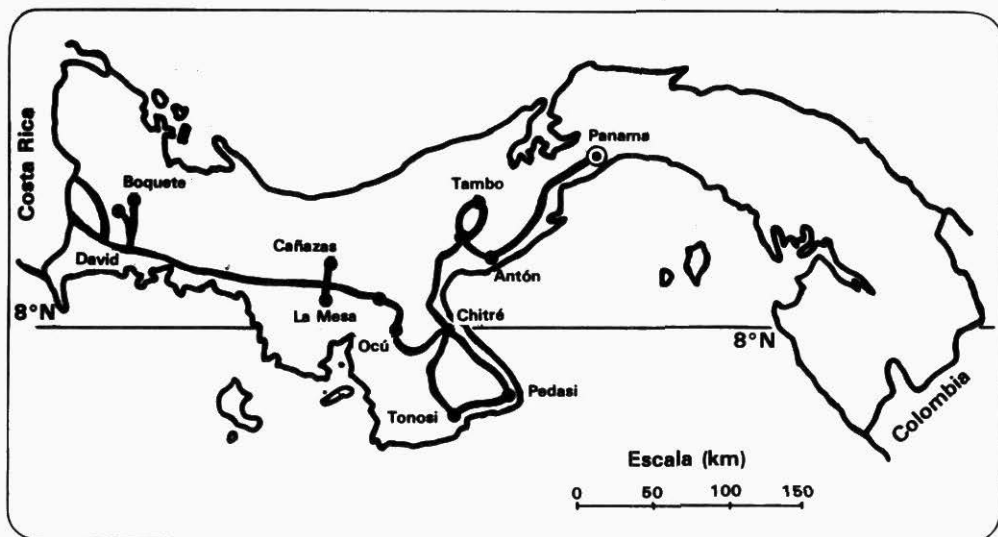 Costa Rica
Boquete
David
Cañazas
La Mesa
Ocú
Tambo
Panama
Antón
Chitré
8°N
8°N
Pedasi
Tonosi
Colombia
Escala (km)
0 50 100 150